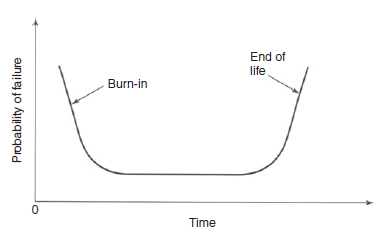 Probability of failure
Burn-in
End of
life
0
Time